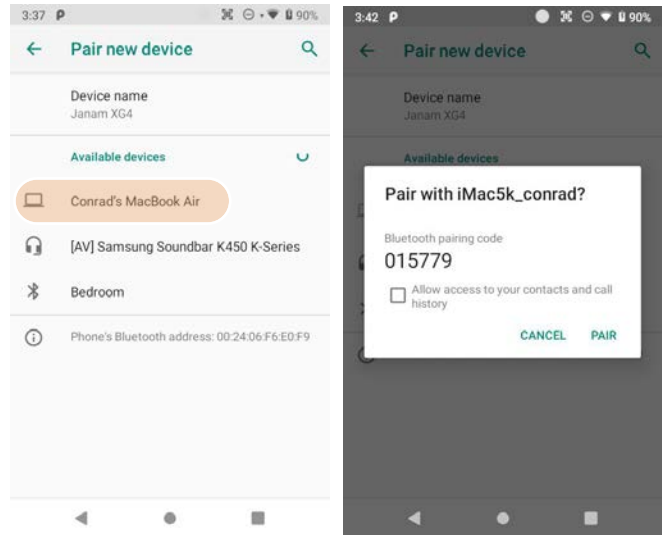 3:37 P 90%
Pair new device
Device name
Janam XG4
Available devices
Conrad's MacBook Air
[AV] Samsung Soundbar K450 K-Series
Bedroom
Phone's Bluetooth address: 00:24:06:F6:E0:F9
3:42 P 90%
Pair new device
Device name
Janam XG4
Available devices
Pair with iMac5k_conrad?
Bluetooth pairing code
015779
Allow access to your contacts and call
history
CANCEL PAIR